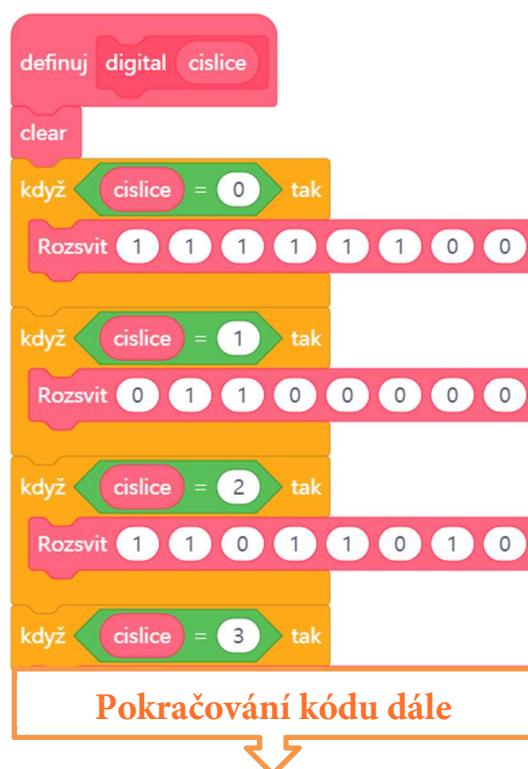 definuj digital cislice
clear
když cislice = 0 tak
Rozsvit 1 1 1 1 1 1 0 0
když cislice = 1 tak
Rozsvit 0 1 1 0 0 0 0 0
když cislice = 2 tak
Rozsvit 1 1 0 1 1 0 1 0
když cislice = 3 tak
Pokračování kódu dále